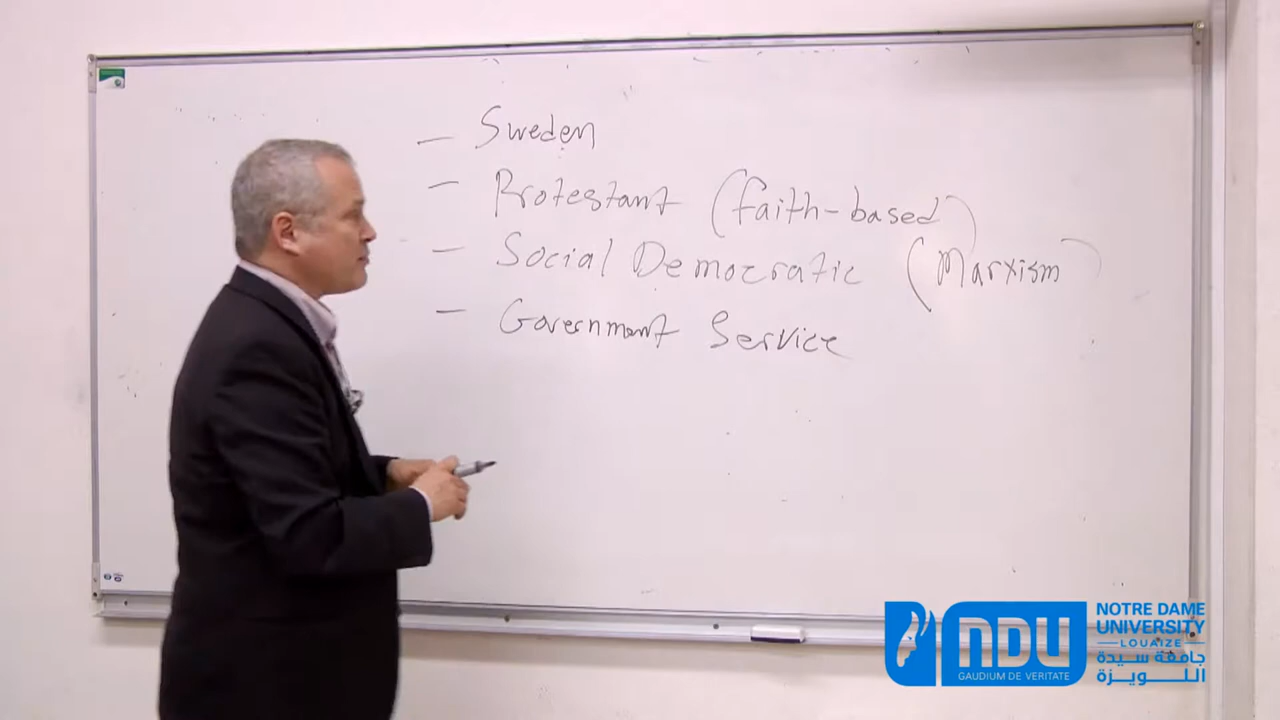 — Sweden
— Protestant (faith-based)
— Social Democratic (Marxism)
— Government Service
NDU
GAUDIUM DE VERITATE
NOTRE DAME
UNIVERSITY
LOUAIZE
جامعة سيدة
اللويزة